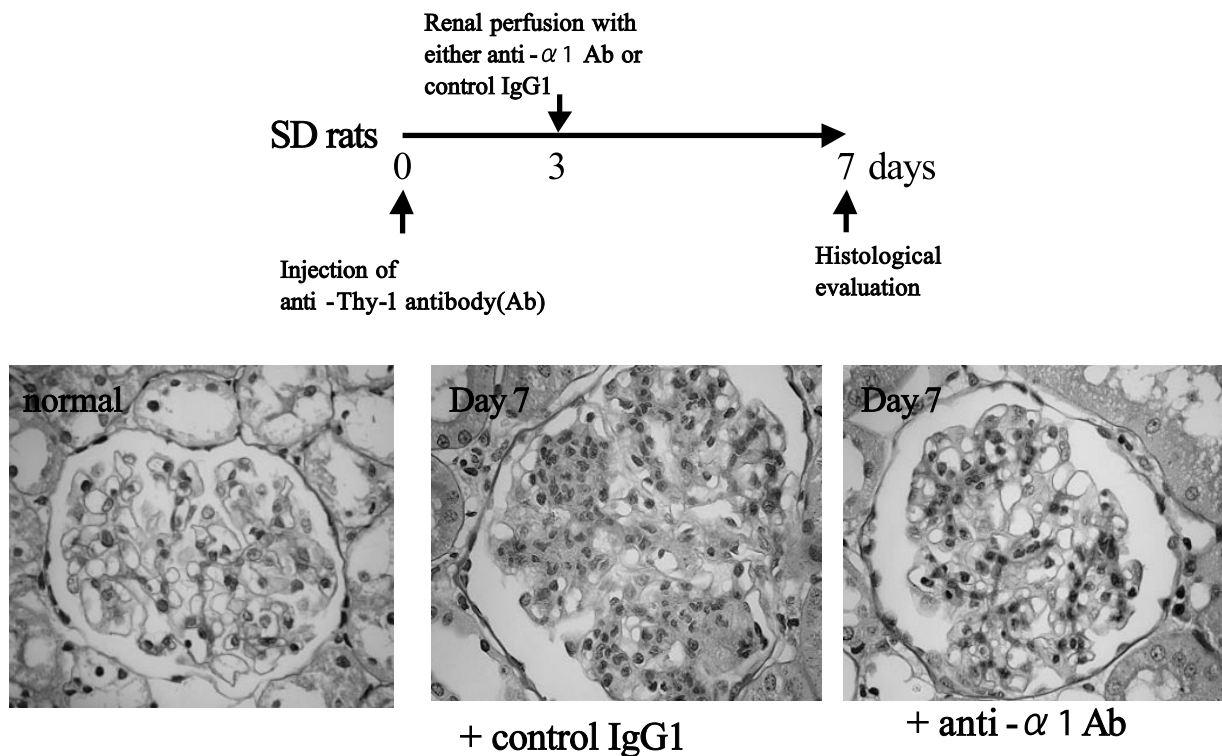 Renal perfusion with
either anti-α1 Ab or
control IgG1
SD rats
0 3 7 days
Injection of
anti -Thy-1 antibody(Ab)
Histological
evaluation
normal
Day 7
Day 7
+ control IgG1
+ anti-α1 Ab